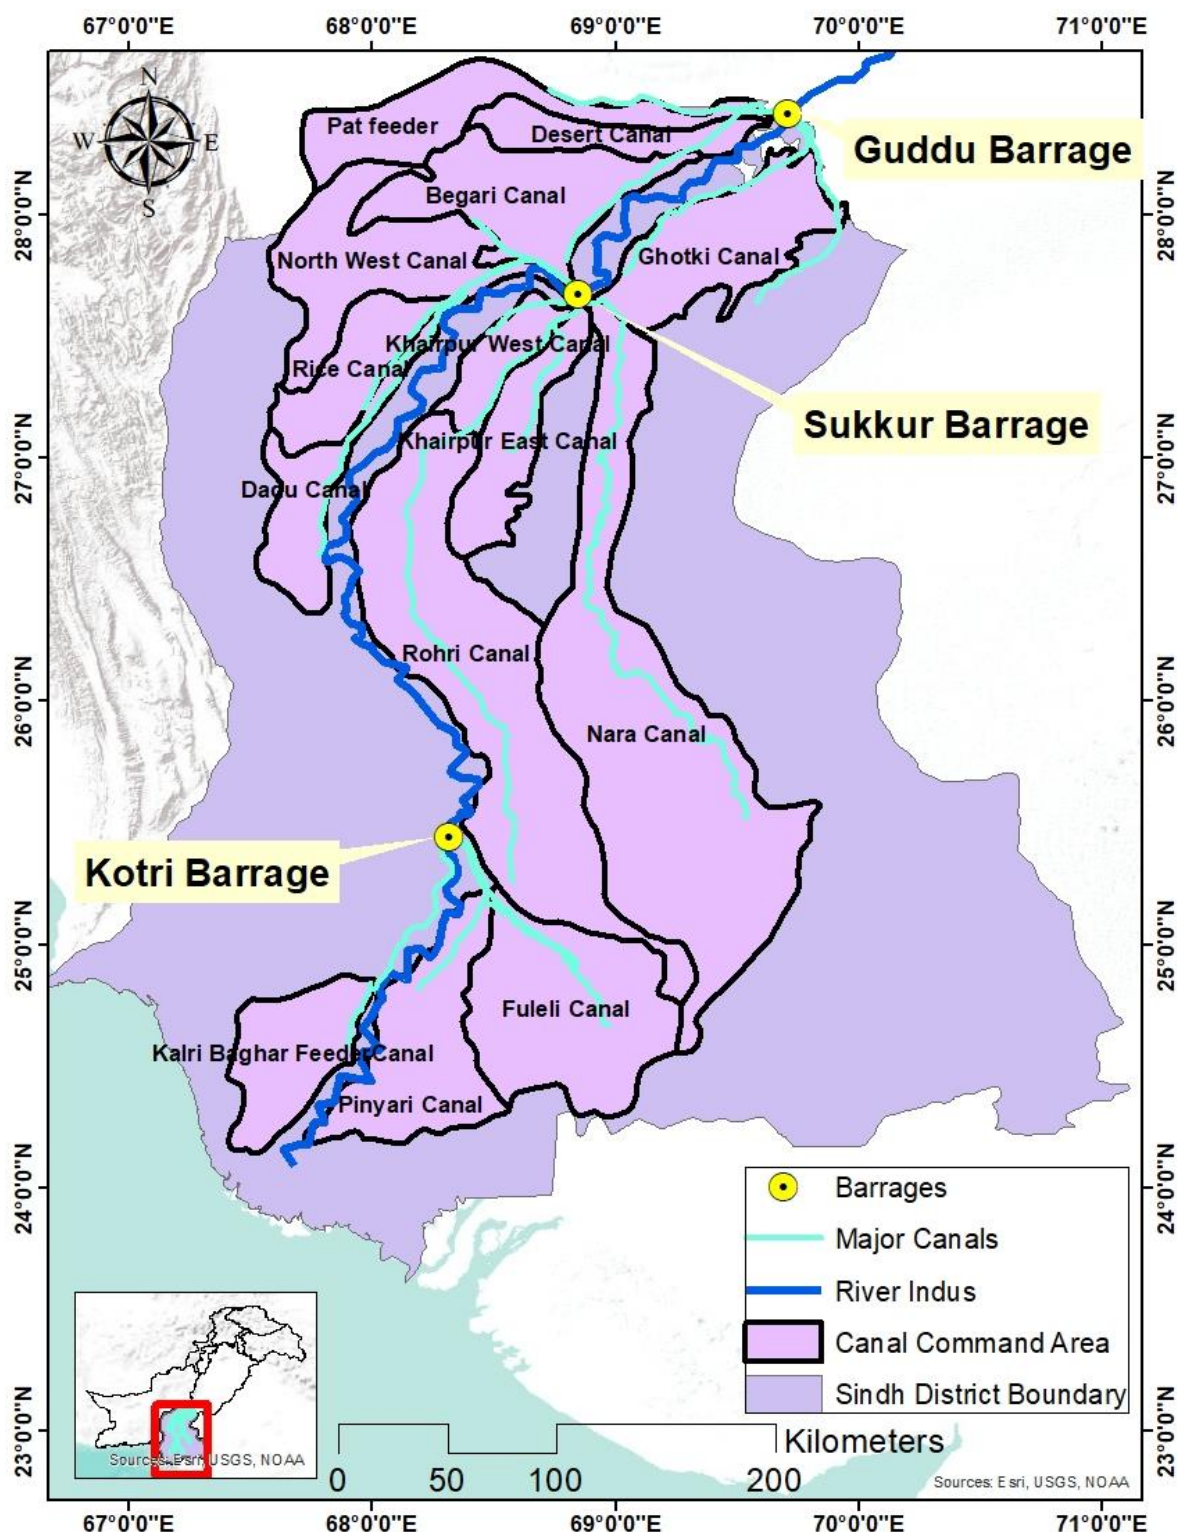 67°0'0"E 68°0'0"E 69°0'0"E 70°0'0"E 71°0'0"E
N
W E
S
Pat feeder
Desert Canal
Guddu Barrage
Begari Canal
28°0'0"N 28°0'0"N
North West Canal
Ghotki Canal
Khairpur West Canal
Rice Canal
Sukkur Barrage
Khairpur East Canal
27°0'0"N 27°0'0"N
Dadu Canal
Rohri Canal
26°0'0"N 26°0'0"N
Nara Canal
Kotri Barrage
25°0'0"N 25°0'0"N
Fuleli Canal
Kalri Baghar Feeder Canal
Pinyari Canal
24°0'0"N 24°0'0"N
Barrages
Major Canals
River Indus
Canal Command Area
Sindh District Boundary
23°0'0"N 23°0'0"N
Sources: Esri, USGS, NOAA
Kilometers
0 50 100 200
Sources: Esri, USGS, NOAA
67°0'0"E 68°0'0"E 69°0'0"E 70°0'0"E 71°0'0"E